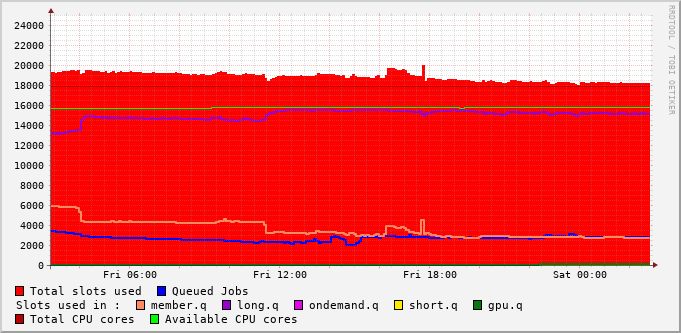 24000
22000
20000
18000
16000
14000
12000
10000
8000
6000
4000
2000
0
Fri 06:00 Fri 12:00 Fri 18:00 Sat 00:00
Total slots used Queued Jobs
Slots used in : member.q long.q ondemand.q short.q gpu.q
Total CPU cores Available CPU cores
RRDTOOL / TOBI OETIKER